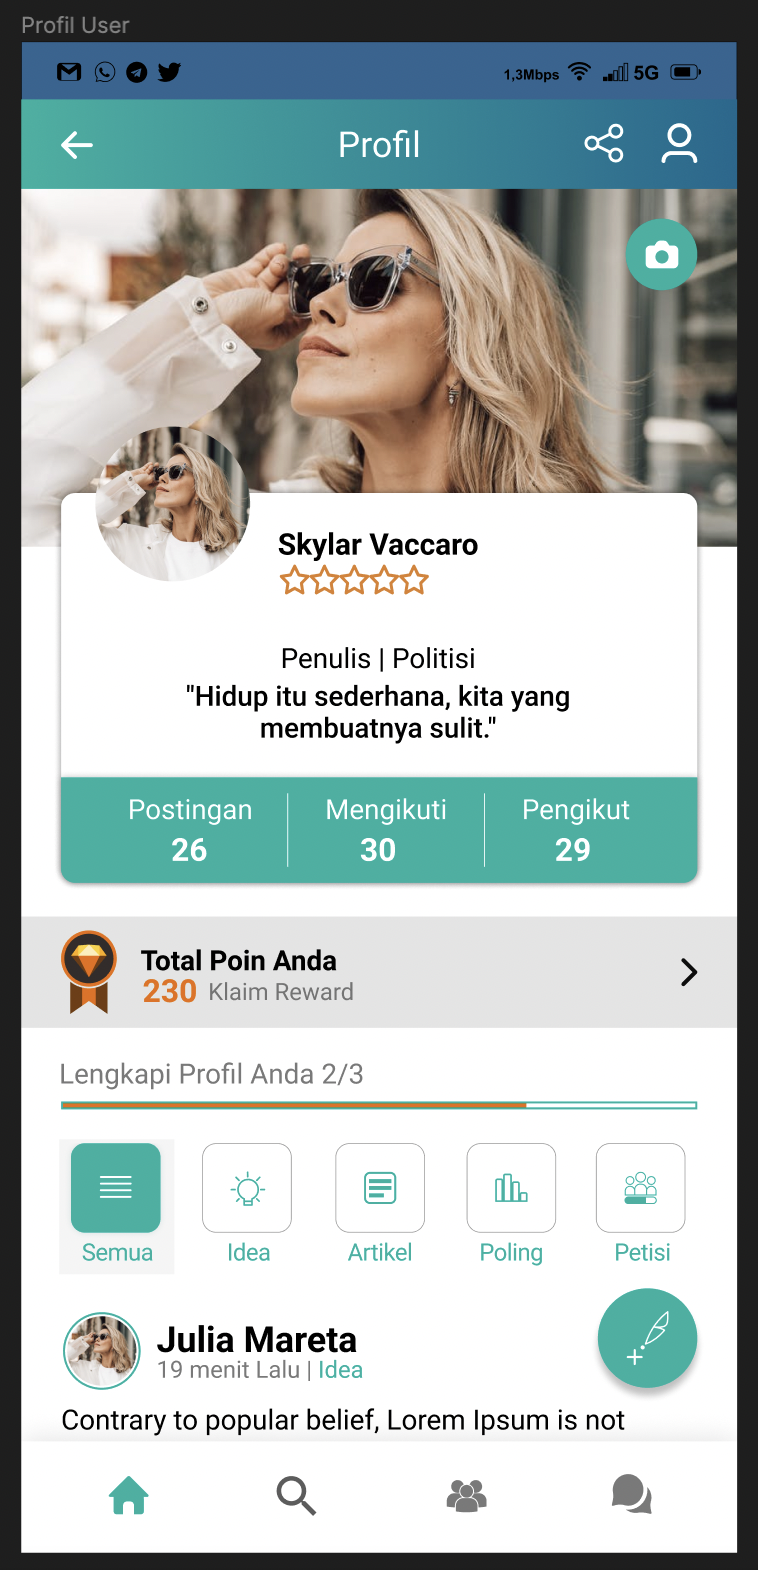 Profil User
1,3Mbps 5G
Profil
Skylar Vaccaro
Penulis | Politisi
"Hidup itu sederhana, kita yang
membuatnya sulit."
Postingan Mengikuti Pengikut
26 30 29
Total Poin Anda
230 Klaim Reward
Lengkapi Profil Anda 2/3
Semua Idea Artikel Poling Petisi
Julia Mareta
19 menit Lalu | Idea
Contrary to popular belief, Lorem Ipsum is not